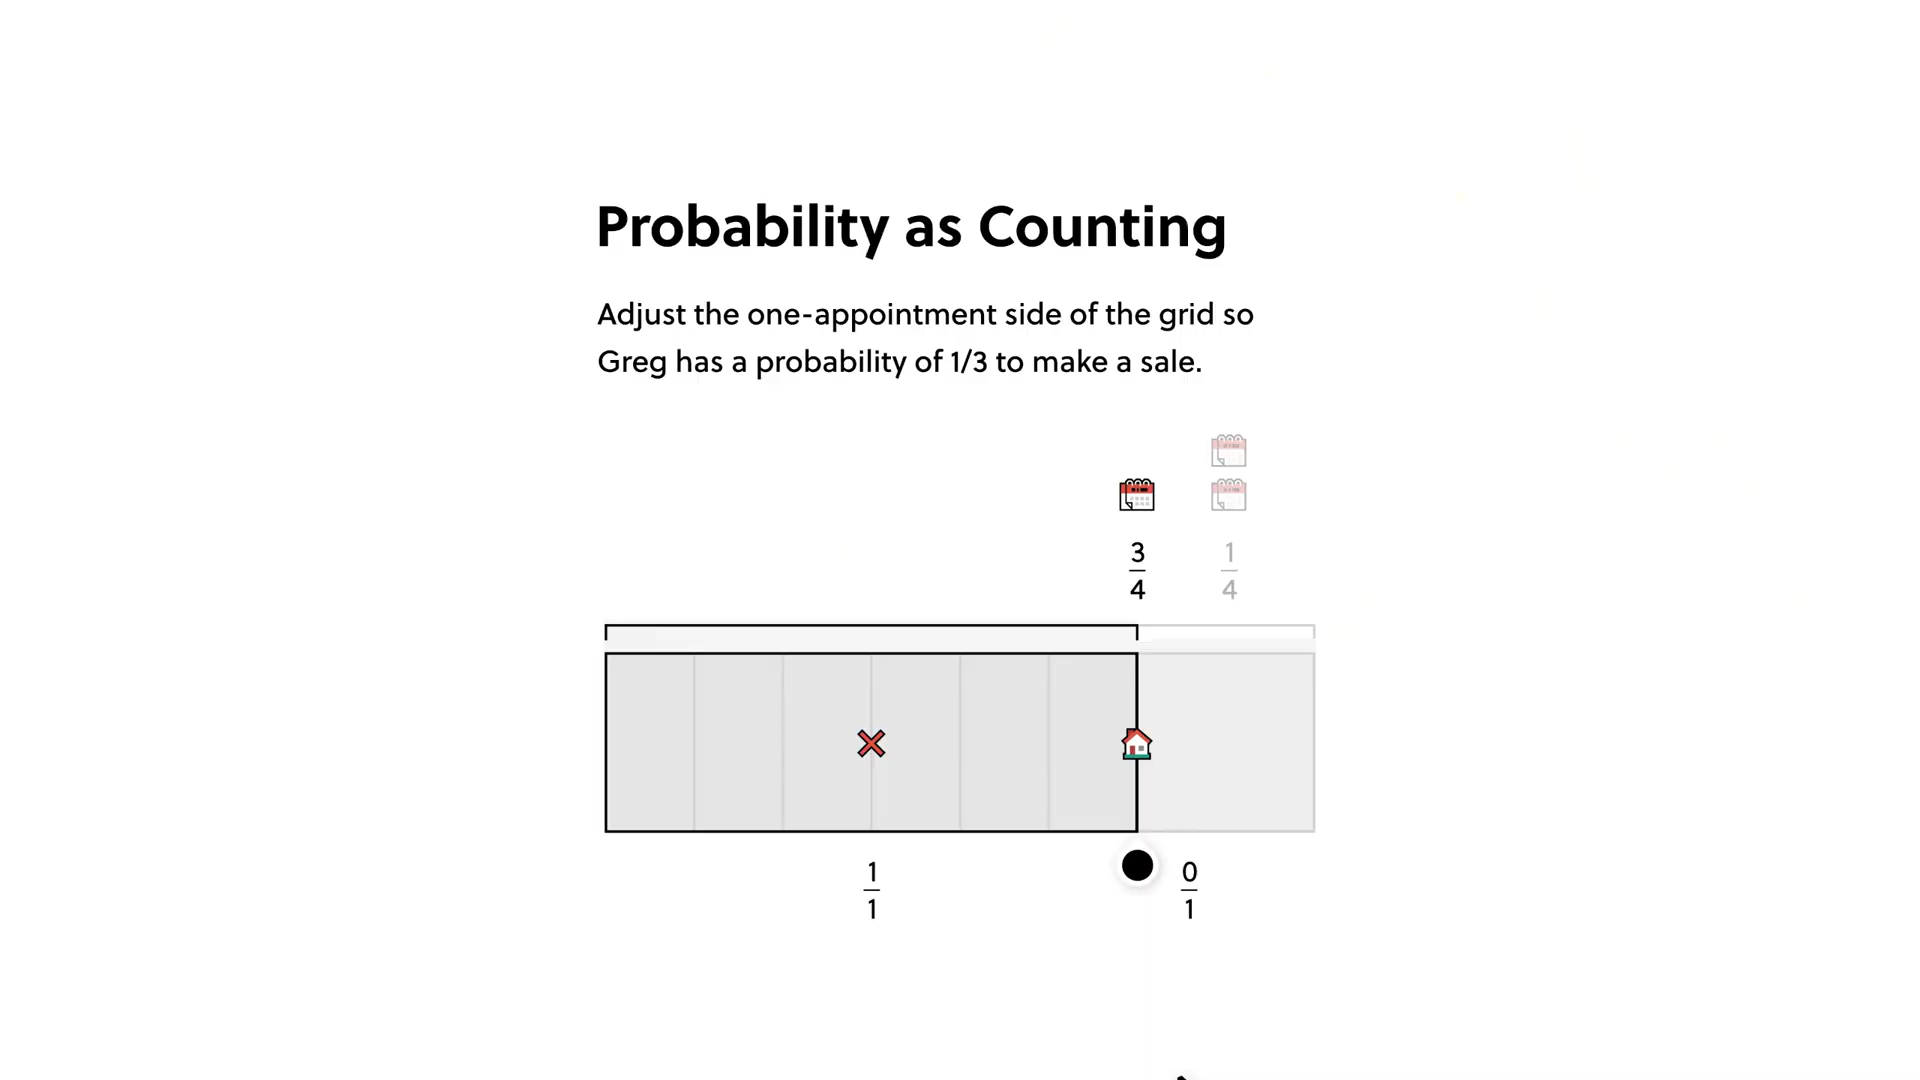 Probability as Counting
Adjust the one-appointment side of the grid so
Greg has a probability of 1/3 to make a sale.
3
4
1
4
1
1
0
1